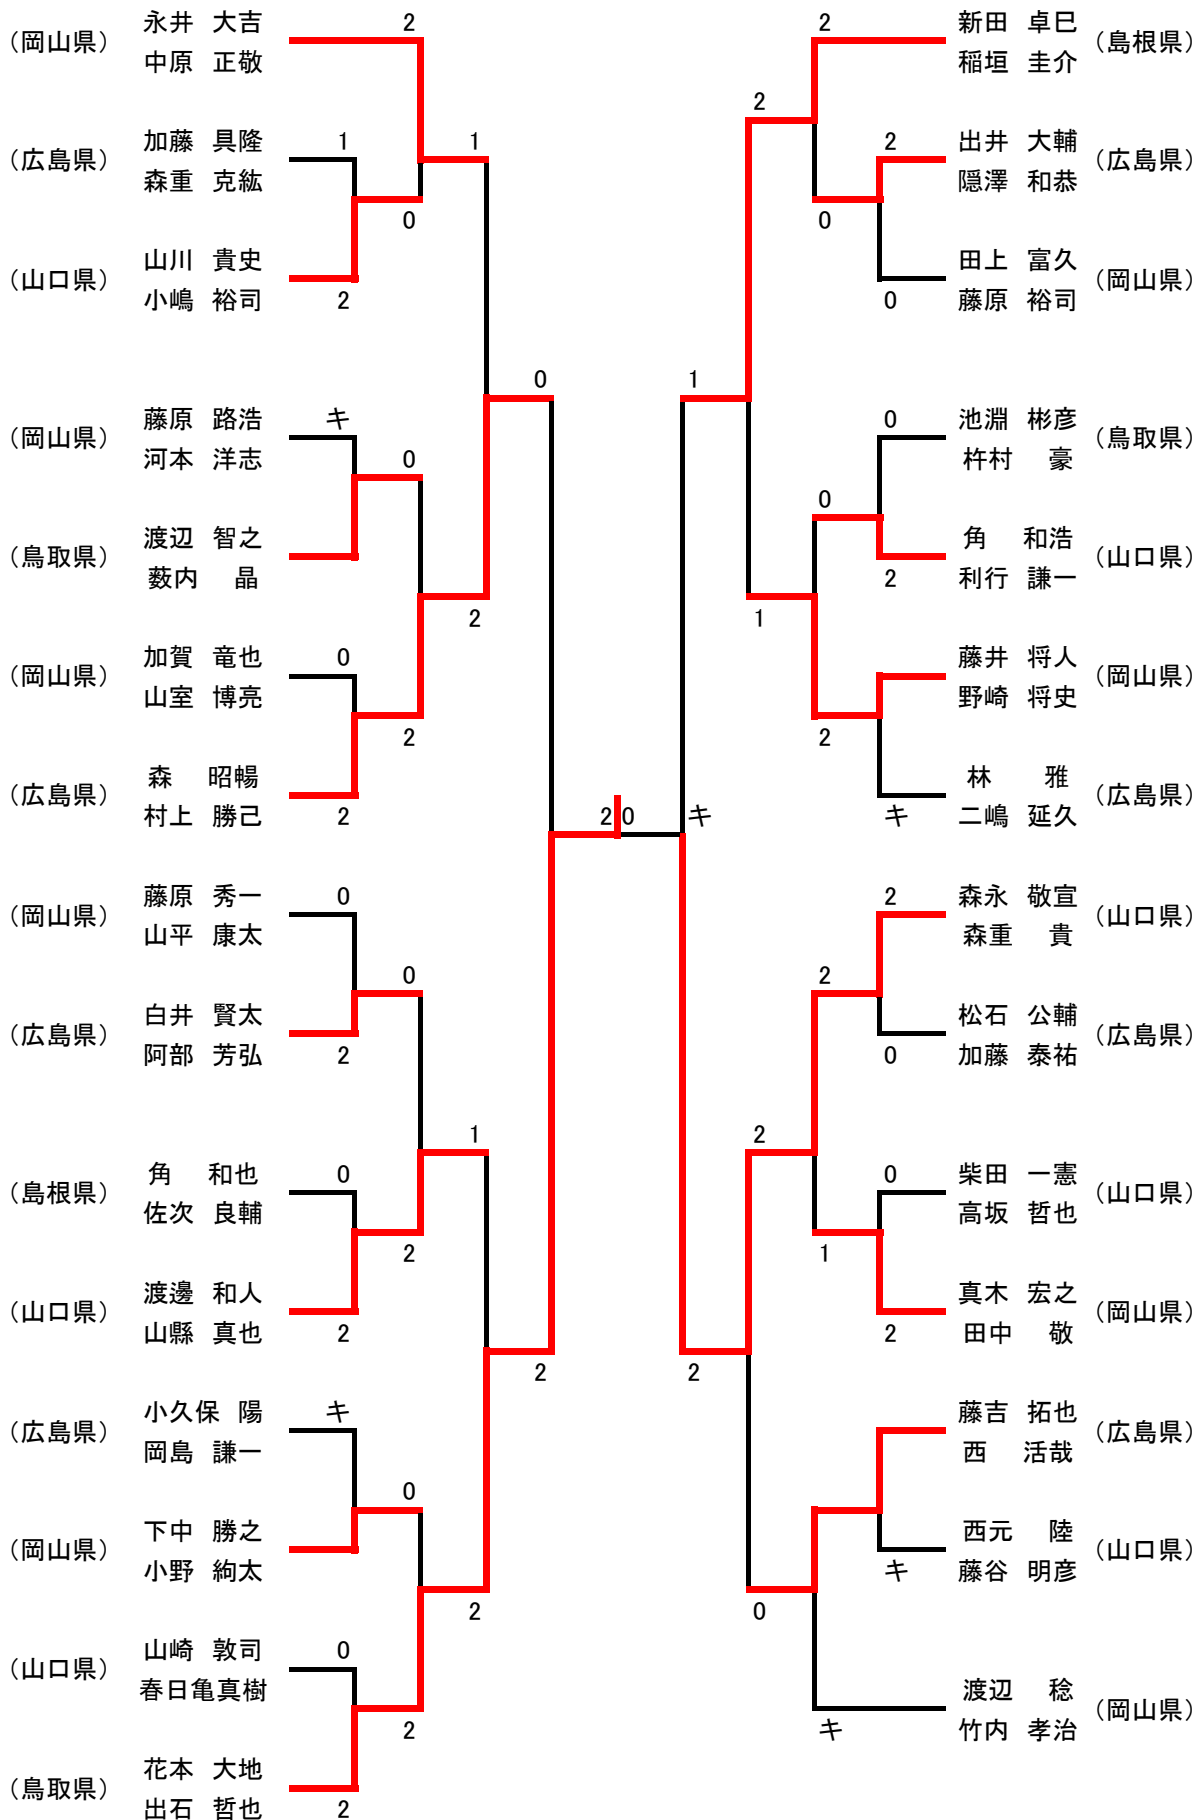 永井 大吉
(岡山県)
中原 正敬
2
加藤 具隆
(広島県)
森重 克紘
1
1
0
山川 貴史
(山口県)
小嶋 裕司
2
0
藤原 路浩
(岡山県)
河本 洋志
キ
0
渡辺 智之
(鳥取県)
薮内 晶
2
加賀 竜也
(岡山県)
山室 博亮
0
2
森 昭暢
(広島県)
村上 勝己
2
2 0
キ
藤原 秀一
(岡山県)
山平 康太
0
0
白井 賢太
(広島県)
阿部 芳弘
2
1
角 和也
(島根県)
佐次 良輔
0
2
渡邊 和人
(山口県)
山縣 真也
2
2
小久保 陽
(広島県)
岡島 謙一
キ
0
下中 勝之
(岡山県)
小野 絢太
2
山崎 敦司
(山口県)
春日亀真樹
0
2
花本 大地
(鳥取県)
出石 哲也
2
2
新田 卓巳
(島根県)
稲垣 圭介
2
2
出井 大輔
(広島県)
隠澤 和恭
0
田上 富久
(岡山県)
藤原 裕司
0
1
0
池淵 彬彦
(鳥取県)
杵村 豪
0
角 和浩
(山口県)
利行 謙一
2
1
藤井 将人
(岡山県)
野崎 将史
2
林 雅
(広島県)
二嶋 延久
キ
2
森永 敬宣
(山口県)
森重 貴
2
松石 公輔
(広島県)
加藤 泰祐
0
2
0
柴田 一憲
(山口県)
高坂 哲也
1
真木 宏之
(岡山県)
田中 敬
2
2
藤吉 拓也
(広島県)
西 活哉
西元 陸
(山口県)
藤谷 明彦
キ
0
渡辺 稔
(岡山県)
竹内 孝治
キ